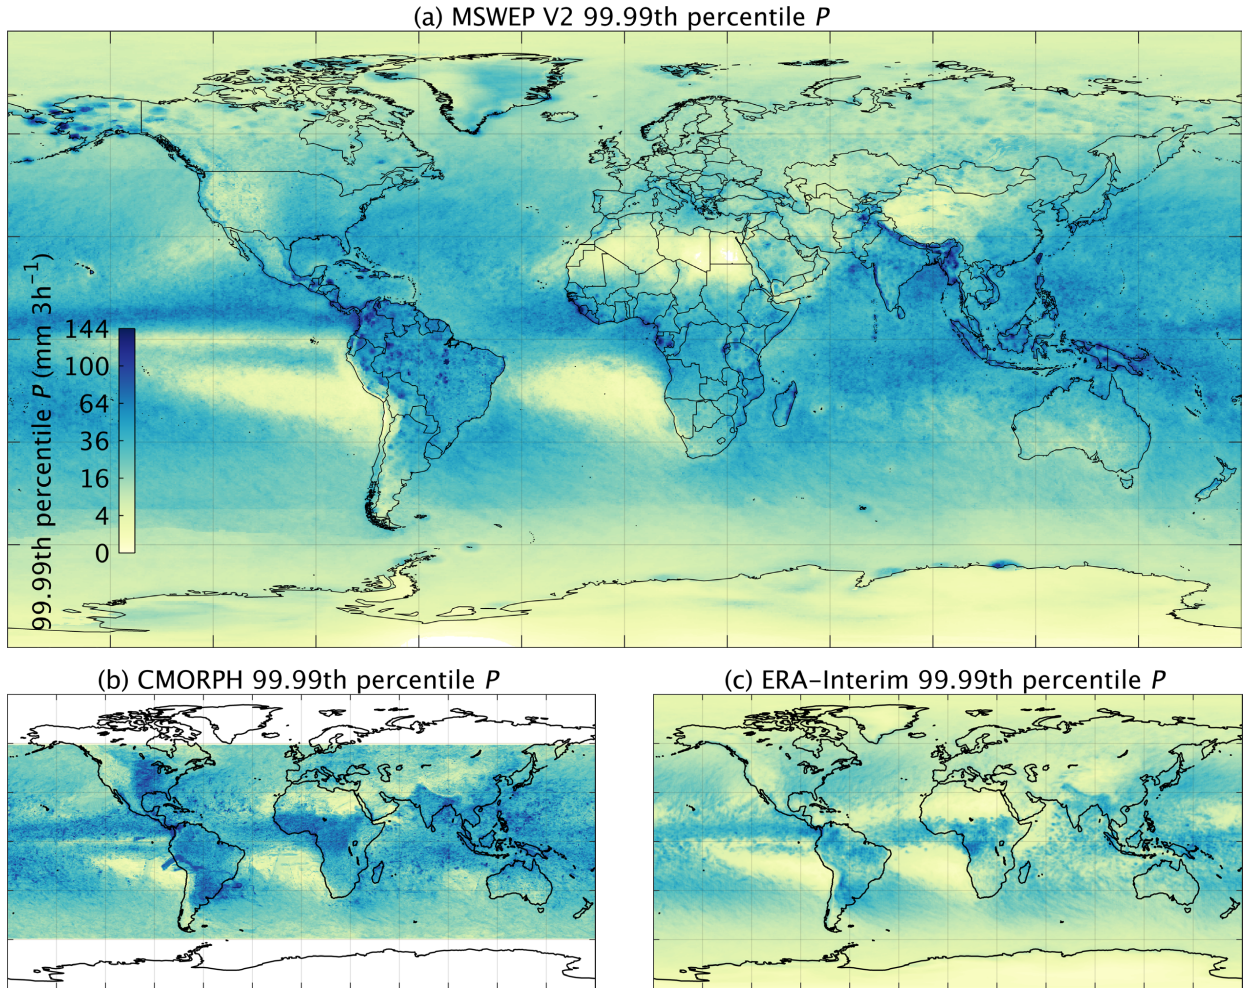 (a) MSWEP V2 99.99th percentile P
99.99th percentile P (mm 3h⁻¹)
144
100
64
36
16
4
0
(b) CMORPH 99.99th percentile P
(c) ERA−Interim 99.99th percentile P